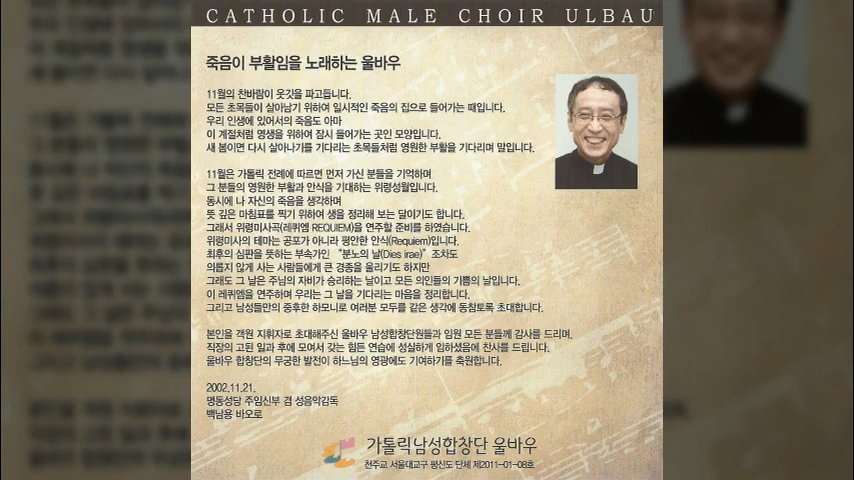 CATHOLIC MALE CHOIR ULBAU
죽음이 부활임을 노래하는 울바우
11월의 찬바람이 옷깃을 파고듭니다.
모든 초목들이 살아남기 위하여 일시적인 죽음의 집으로 들어가는 때입니다.
우리 인생에 있어서의 죽음도 아마
이 계절처럼 영생을 위하여 잠시 들어가는 곳인 모양입니다.
새 봄이면 다시 살아나기를 기다리는 초목들처럼 영원한 부활을 기다리며 말입니다.
11월은 가톨릭 전례에 따르면 먼저 가신 분들을 기억하며
그 분들의 영원한 부활과 안식을 기대하는 위령성월입니다.
동시에 나 자신의 죽음을 생각하며
뜻 깊은 마침표를 찍기 위하여 생을 정리해 보는 달이기도 합니다.
그래서 위령미사곡(레퀴엠 REQUIEM)을 연주할 준비를 하였습니다.
위령미사의 테마는 공포가 아니라 평안한 안식(Requiem)입니다.
최후의 심판을 뜻하는 부속가인 “분노의 날(Dies irae)” 조차도
의롭지 않게 사는 사람들에게 큰 경종을 울리기도 하지만
그래도 그 날은 주님의 자비가 승리하는 날이고 모든 의인들의 기쁨의 날입니다.
이 레퀴엠을 연주하며 우리는 그 날을 기다리는 마음을 정리합니다.
그리고 남성들만의 중후한 하모니로 여러분 모두를 같은 생각에 동참토록 초대합니다.
본인을 객원 지휘자로 초대해주신 울바우 남성합창단원들과 임원 모든 분들께 감사를 드리며,
직장의 고된 일과 후에 모여서 갖는 힘든 연습에 성실하게 임하셨음에 찬사를 드립니다.
울바우 합창단의 무궁한 발전이 하느님의 영광에도 기여하기를 축원합니다.
2002.11.21.
명동성당 주임신부 겸 성음악감독
백남용 바오로
가톨릭남성합창단 울바우
천주교 서울대교구 평신도 단체 제2011-01-08호